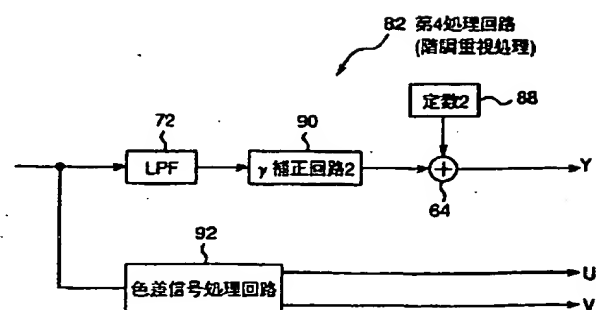 82 第4処理回路
(階調重視処理)
定数2
88
72
90
LPF
γ補正回路2
+
Y
64
92
色差信号処理回路
U
V